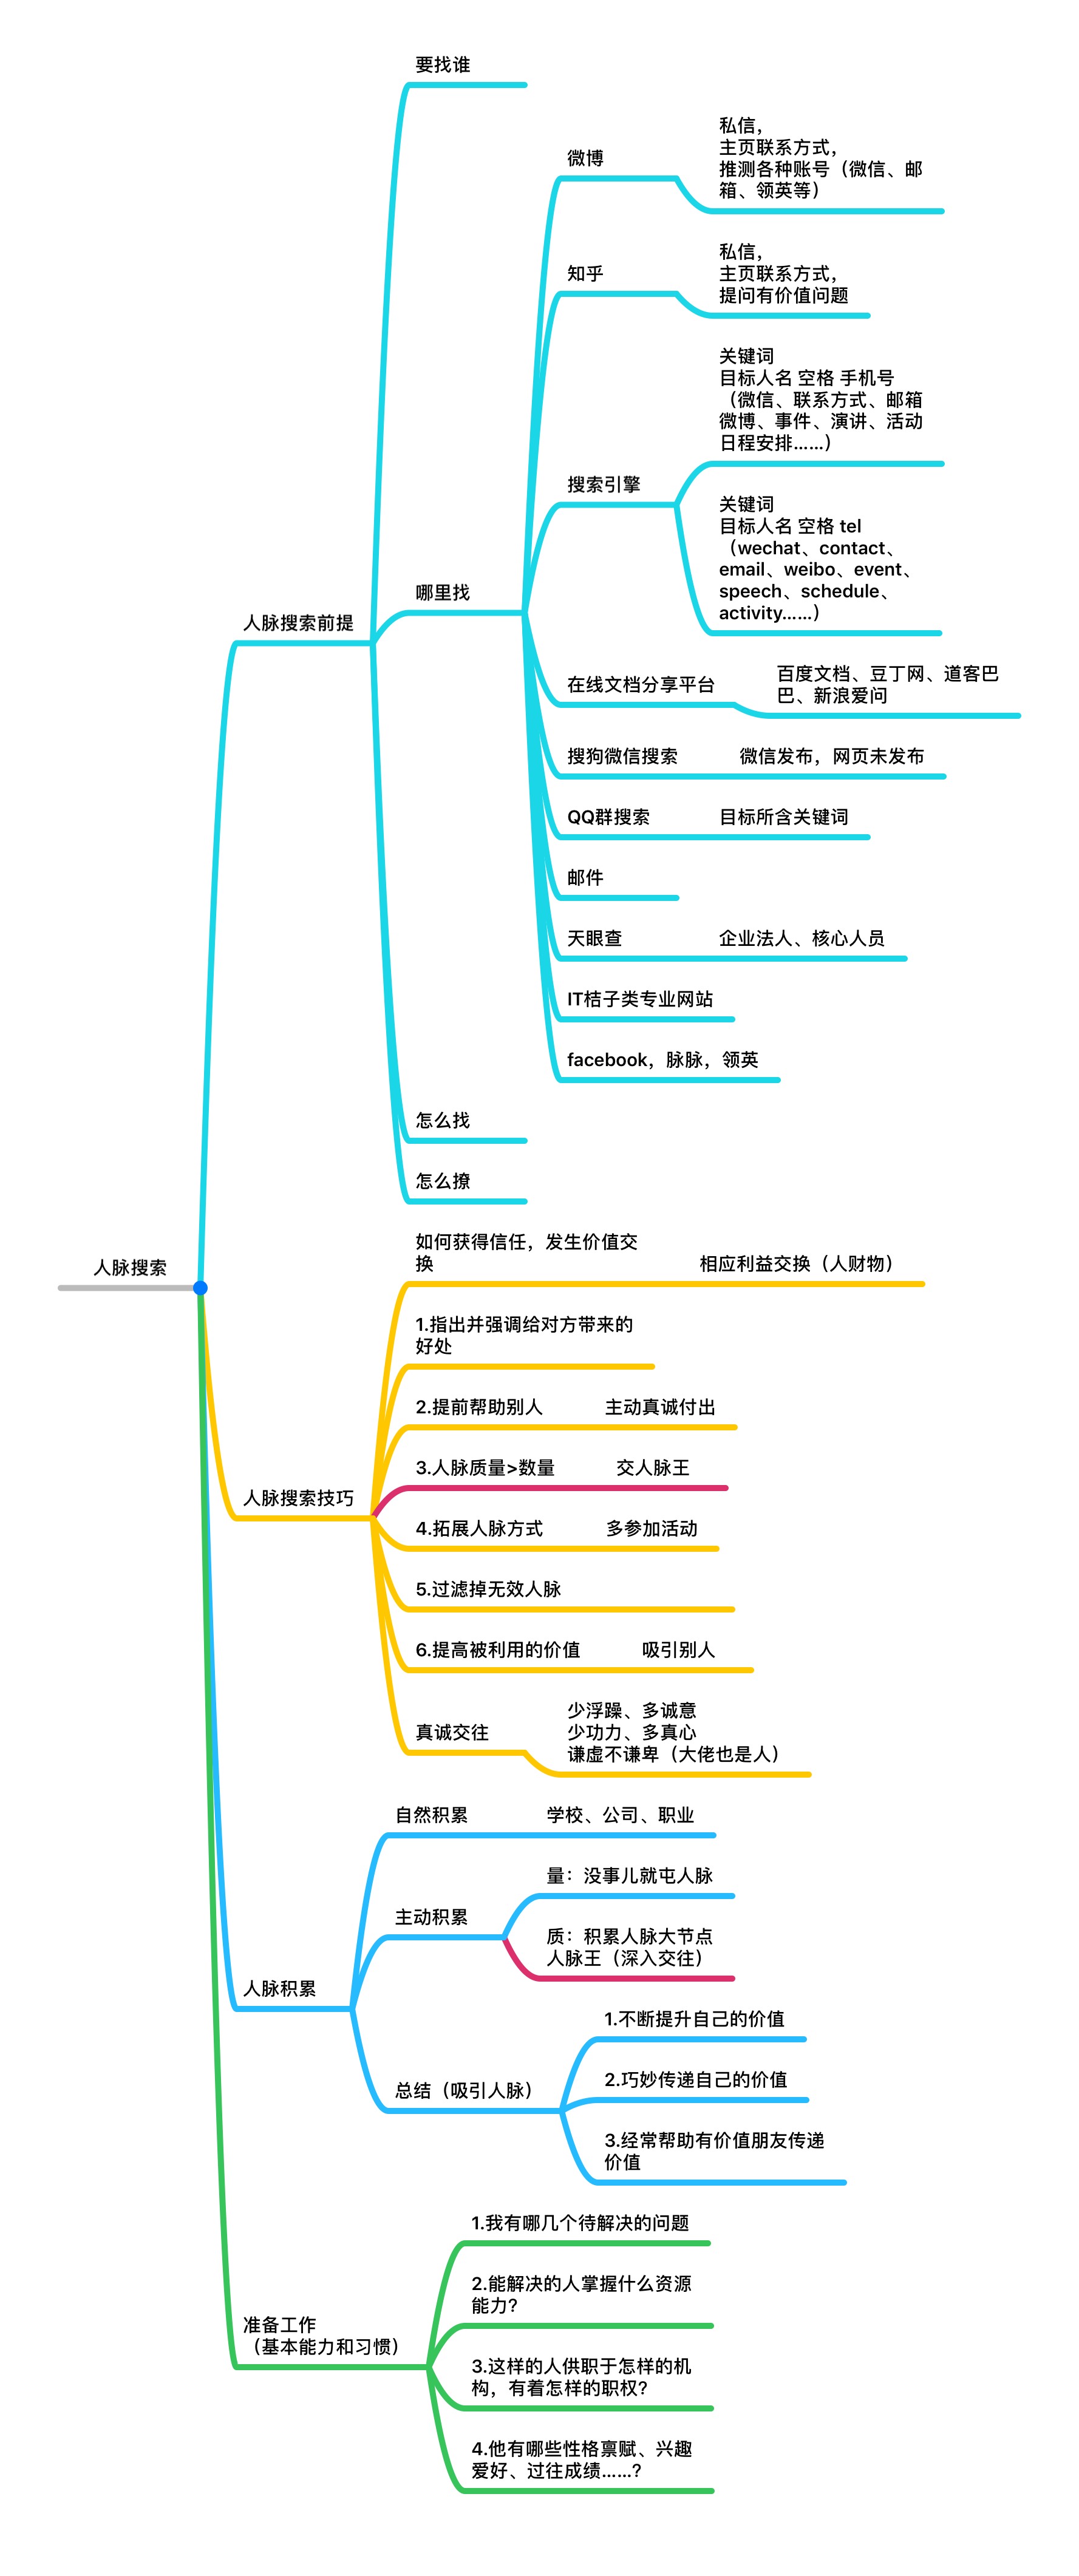 要找谁
私信，
主页联系方式，
推测各种账号（微信、邮
箱、领英等）
微博
私信，
主页联系方式，
提问有价值问题
知乎
关键词
目标人名 空格 手机号
（微信、联系方式、邮箱
微博、事件、演讲、活动
日程安排……）
搜索引擎
关键词
目标人名 空格 tel
（wechat、contact、
email、weibo、event、
speech、schedule、
activity……）
哪里找
人脉搜索前提
在线文档分享平台
百度文档、豆丁网、道客巴
巴、新浪爱问
搜狗微信搜索
微信发布，网页未发布
QQ群搜索
目标所含关键词
邮件
天眼查
企业法人、核心人员
IT桔子类专业网站
facebook，脉脉，领英
怎么找
怎么撩
人脉搜索
如何获得信任，发生价值交
换
相应利益交换（人财物）
1.指出并强调给对方带来的
好处
2.提前帮助别人
主动真诚付出
3.人脉质量>数量
交人脉王
人脉搜索技巧
4.拓展人脉方式
多参加活动
5.过滤掉无效人脉
6.提高被利用的价值
吸引别人
真诚交往
少浮躁、多诚意
少功力、多真心
谦虚不谦卑（大佬也是人）
自然积累
学校、公司、职业
量：没事儿就屯人脉
主动积累
质：积累人脉大节点
人脉王（深入交往）
人脉积累
1.不断提升自己的价值
总结（吸引人脉）
2.巧妙传递自己的价值
3.经常帮助有价值朋友传递
价值
1.我有哪几个待解决的问题
2.能解决的人掌握什么资源
能力?
准备工作
（基本能力和习惯）
3.这样的人供职于怎样的机
构，有着怎样的职权?
4.他有哪些性格禀赋、兴趣
爱好、过往成绩……?